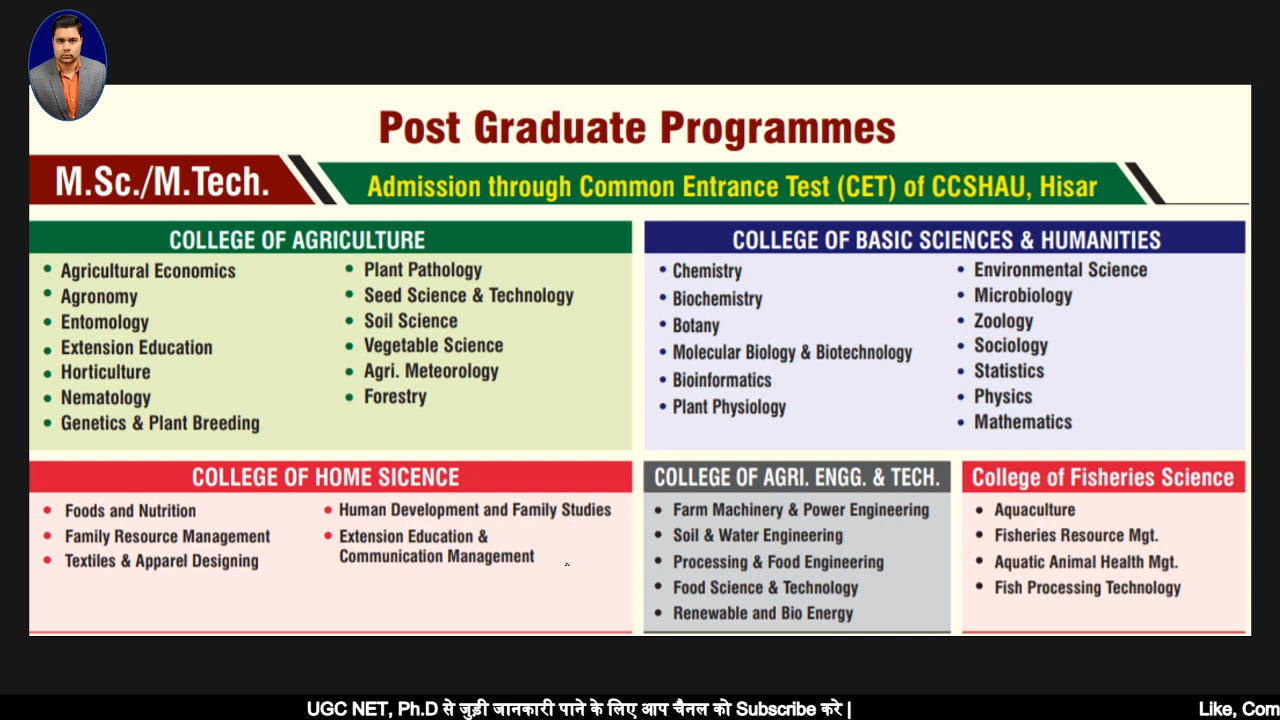 Post Graduate Programmes
M.Sc./M.Tech.
Admission through Common Entrance Test (CET) of CCSHAU, Hisar
COLLEGE OF AGRICULTURE
• Agricultural Economics
• Agronomy
• Entomology
• Extension Education
• Horticulture
• Nematology
• Genetics & Plant Breeding
• Plant Pathology
• Seed Science & Technology
• Soil Science
• Vegetable Science
• Agri. Meteorology
• Forestry
COLLEGE OF BASIC SCIENCES & HUMANITIES
• Chemistry
• Biochemistry
• Botany
• Molecular Biology & Biotechnology
• Bioinformatics
• Plant Physiology
• Environmental Science
• Microbiology
• Zoology
• Sociology
• Statistics
• Physics
• Mathematics
COLLEGE OF HOME SICENCE
• Foods and Nutrition
• Family Resource Management
• Textiles & Apparel Designing
• Human Development and Family Studies
• Extension Education &
Communication Management
COLLEGE OF AGRI. ENGG. & TECH.
• Farm Machinery & Power Engineering
• Soil & Water Engineering
• Processing & Food Engineering
• Food Science & Technology
• Renewable and Bio Energy
College of Fisheries Science
• Aquaculture
• Fisheries Resource Mgt.
• Aquatic Animal Health Mgt.
• Fish Processing Technology
UGC NET, Ph.D से जुड़ी जानकारी पाने के लिए आप चैनल को Subscribe करे | Like, Com